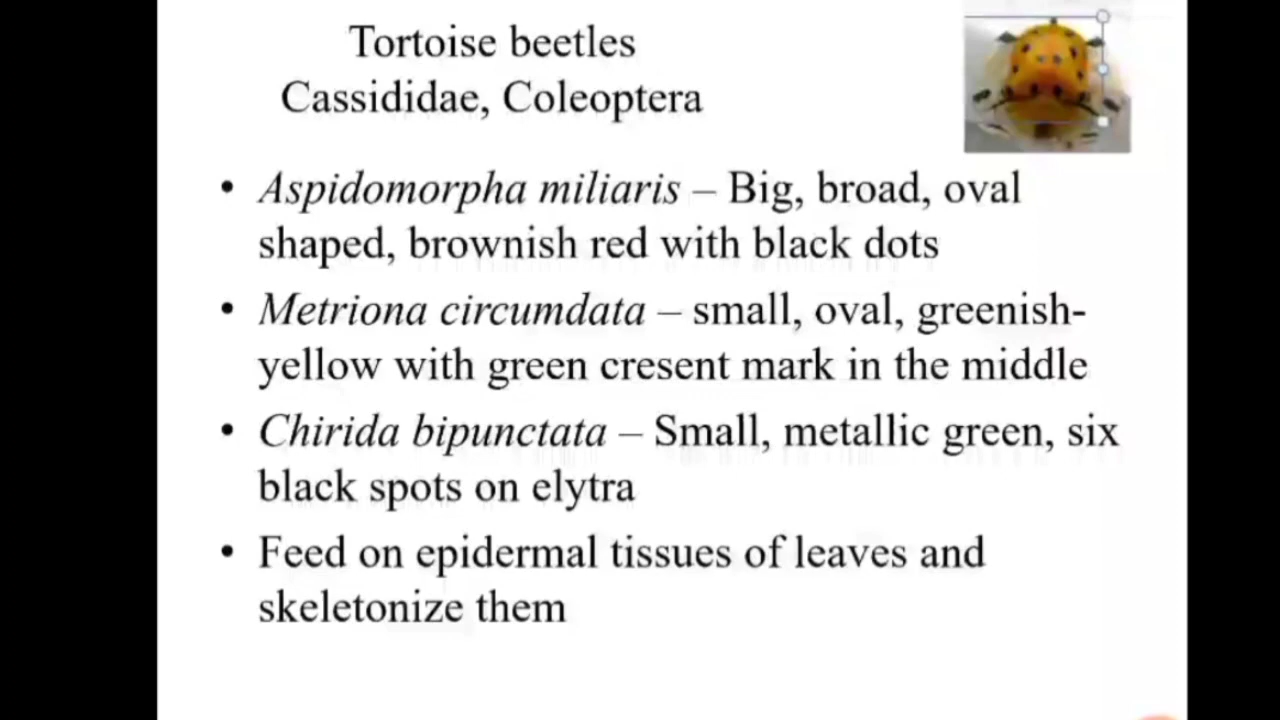 Tortoise beetles
Cassididae, Coleoptera
• Aspidomorpha miliaris – Big, broad, oval
shaped, brownish red with black dots
• Metriona circumdata – small, oval, greenish-
yellow with green cresent mark in the middle
• Chirida bipunctata – Small, metallic green, six
black spots on elytra
• Feed on epidermal tissues of leaves and
skeletonize them